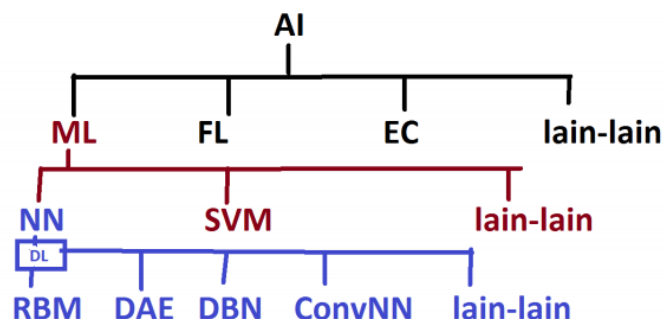 AI
ML FL EC lain-lain
NN SVM lain-lain
DL
RBM DAE DBN ConvNN lain-lain